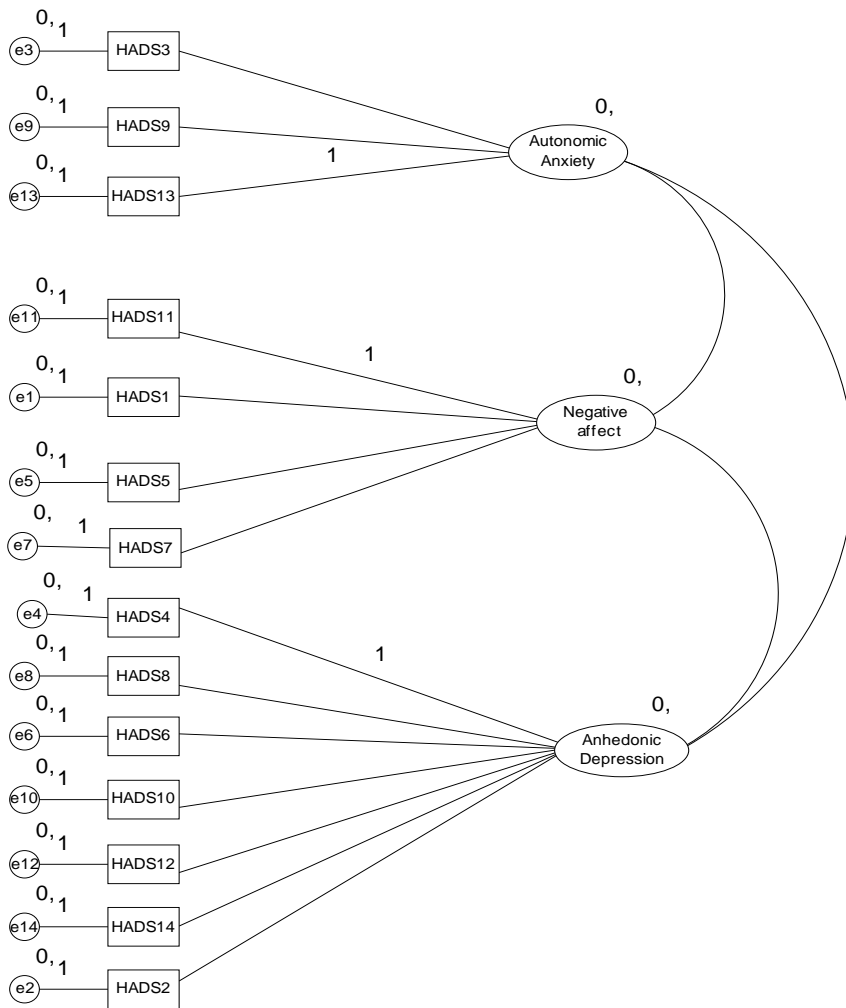 0, 1
e3 HADS3
0,
Autonomic
Anxiety
0, 1
e9 HADS9
1
0, 1
e13 HADS13
0, 1
e11 HADS11
1
0,
Negative
affect
0, 1
e1 HADS1
0, 1
e5 HADS5
0, 1
e7 HADS7
0, 1
e4 HADS4
1
0, 1
e8 HADS8
0,
Anhedonic
Depression
0, 1
e6 HADS6
0, 1
e10 HADS10
0, 1
e12 HADS12
0, 1
e14 HADS14
0, 1
e2 HADS2